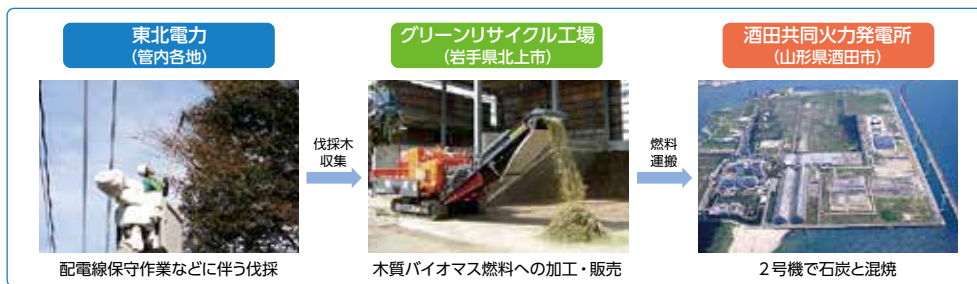 東北電力
(管内各地)
グリーンリサイクル工場
(岩手県北上市)
酒田共同火力発電所
(山形県酒田市)
伐採木
収集
燃料
運搬
配電線保守作業などに伴う伐採
木質バイオマス燃料への加工・販売
2号機で石炭と混焼